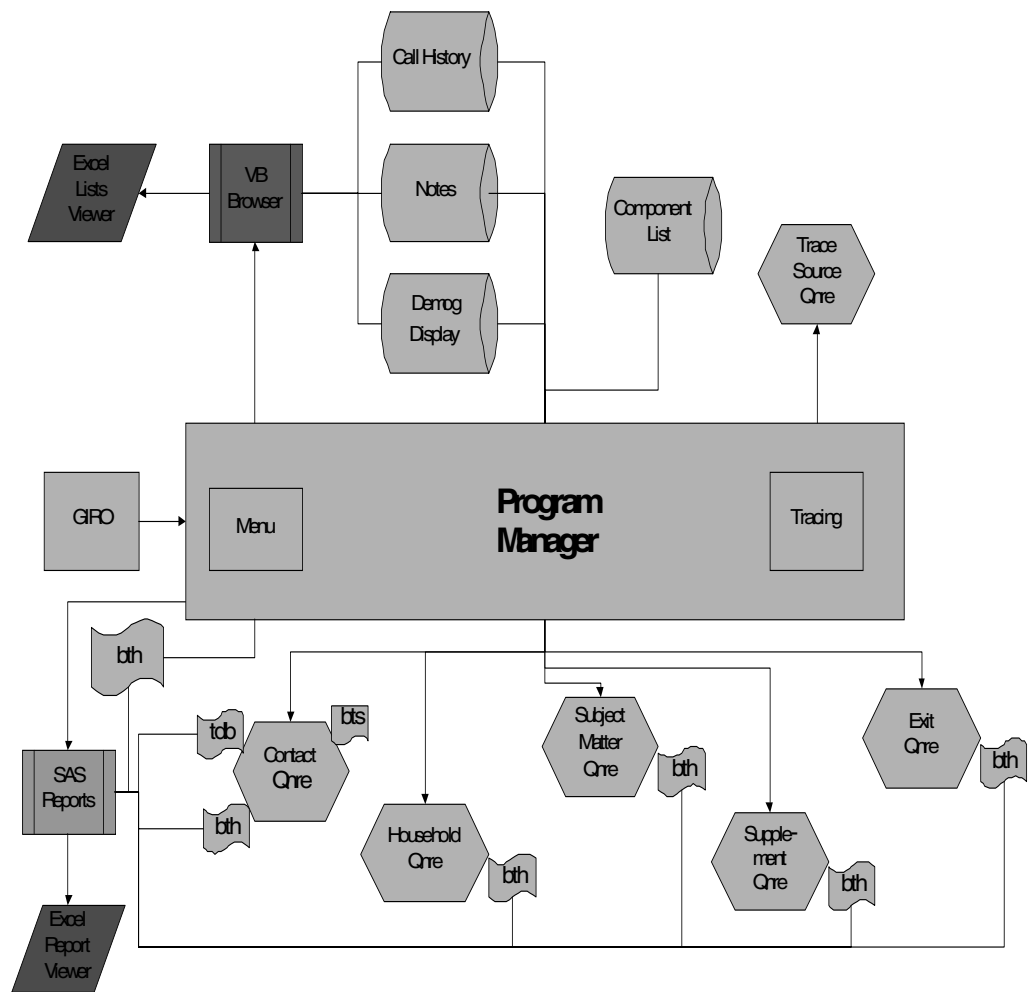 Call History
Excel
Lists
Viewer
VB
Browser
Notes
Component
List
Trace
Source
Qnre
Demog
Display
GIRO
Menu
Program
Manager
Tracing
bth
tdb
bts
Contact
Qnre
bth
Subject
Matter
Qnre
bth
Exit
Qnre
bth
SAS
Reports
Household
Qnre
bth
Supple-
ment
Qnre
bth
Excel
Report
Viewer